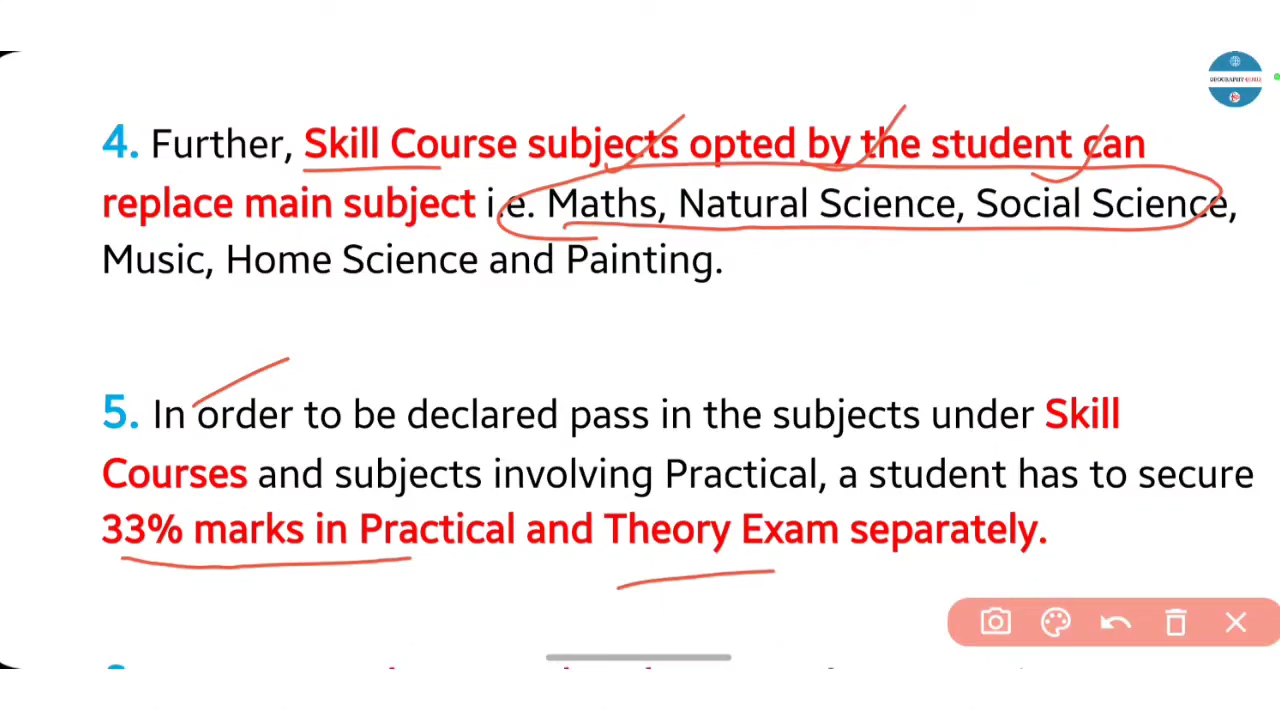 GEOGRAPHY
4. Further, Skill Course subjects opted by the student can
replace main subject i.e. Maths, Natural Science, Social Science,
Music, Home Science and Painting.
5. In order to be declared pass in the subjects under Skill
Courses and subjects involving Practical, a student has to secure
33% marks in Practical and Theory Exam separately.